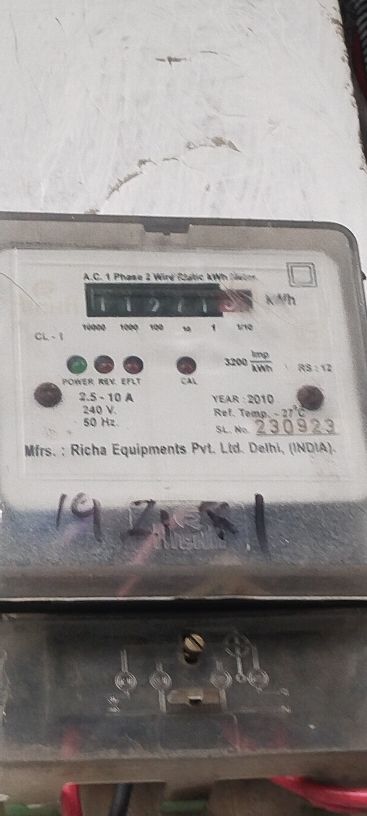 A.C. 1 Phase 2 Wire Static kWh Meter
kWh
10000 1000 100 10 1 1/10
CL - 1
3200 Imp/kWh
RS : 12
POWER REV. EFLT CAL
2.5 - 10 A
YEAR : 2010
240 V.
Ref. Temp. - 27°C
50 Hz.
SL. No. 230923
Mfrs. : Richa Equipments Pvt. Ltd. Delhi, (INDIA).